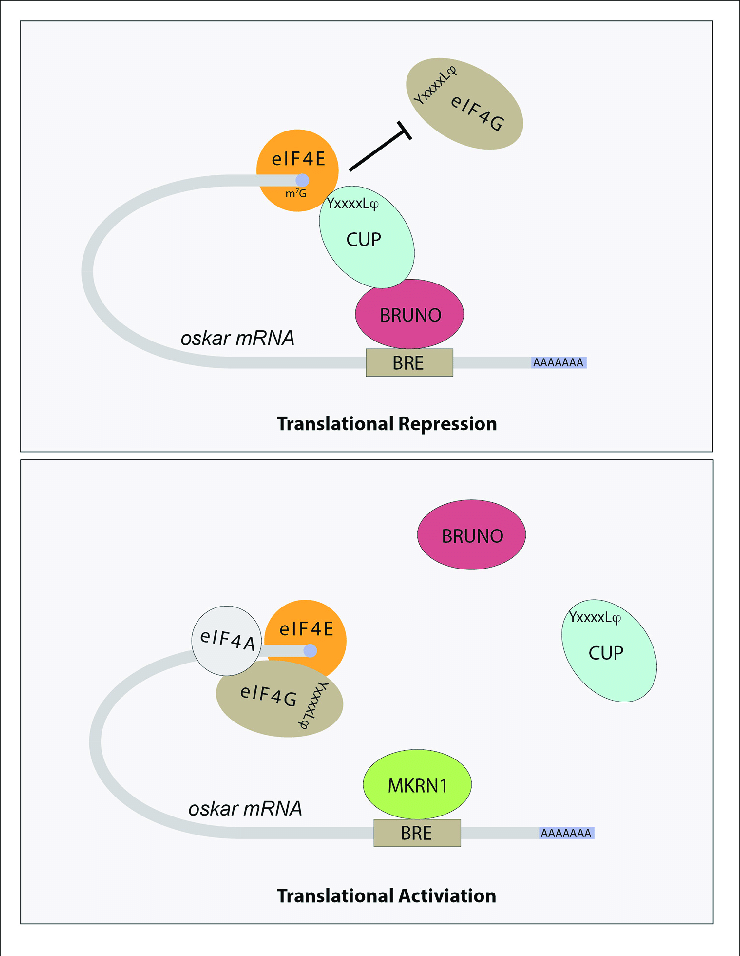 YxxxxLφ
eIF4G
eIF4E
m⁷G
YxxxxLφ
CUP
BRUNO
oskar mRNA
BRE
AAAAAAA
Translational Repression
BRUNO
YxxxxLφ
CUP
eIF4A
eIF4E
eIF4G
YxxxxLφ
MKRN1
oskar mRNA
BRE
AAAAAAA
Translational Activiation